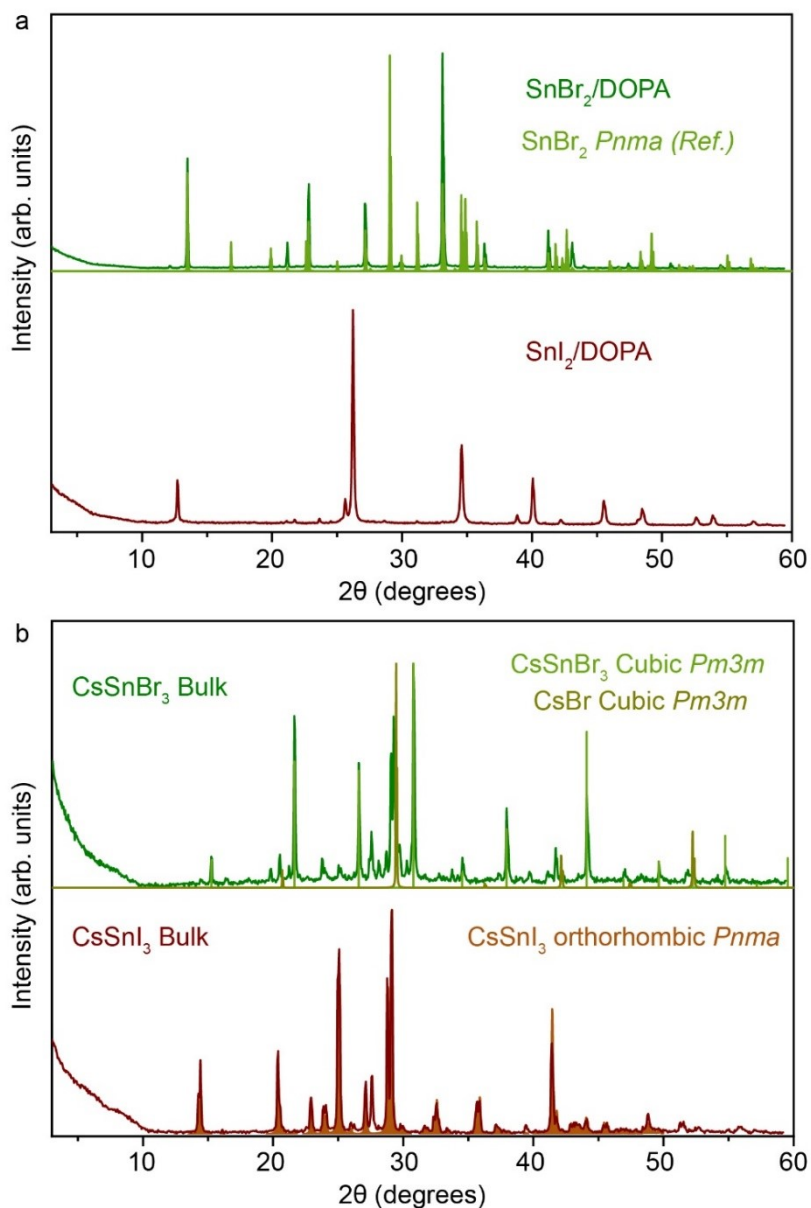 a
SnBr₂/DOPA
SnBr₂ Pnma (Ref.)
SnI₂/DOPA
Intensity (arb. units)
10 20 30 40 50 60
2θ (degrees)
b
CsSnBr₃ Bulk
CsSnBr₃ Cubic Pm3m
CsBr Cubic Pm3m
CsSnI₃ Bulk
CsSnI₃ orthorhombic Pnma
Intensity (arb. units)
10 20 30 40 50 60
2θ (degrees)